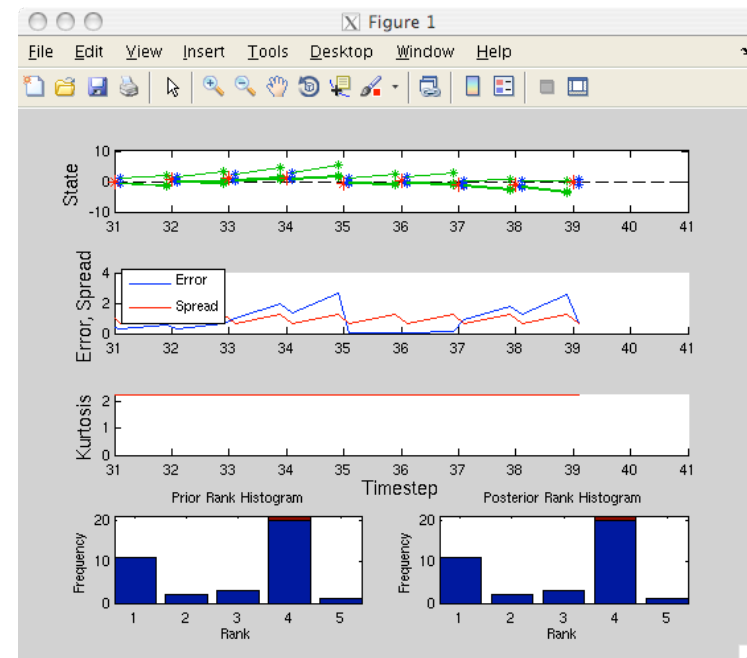 X Figure 1
File Edit View Insert Tools Desktop Window Help
State
10
0
-10
31 32 33 34 35 36 37 38 39 40 41
Error, Spread
4
2
0
Error
Spread
31 32 33 34 35 36 37 38 39 40 41
Kurtosis
2
1
0
31 32 33 34 35 36 37 38 39 40 41
Timestep
Prior Rank Histogram
Frequency
20
10
0
1 2 3 4 5
Rank
Posterior Rank Histogram
Frequency
20
10
0
1 2 3 4 5
Rank